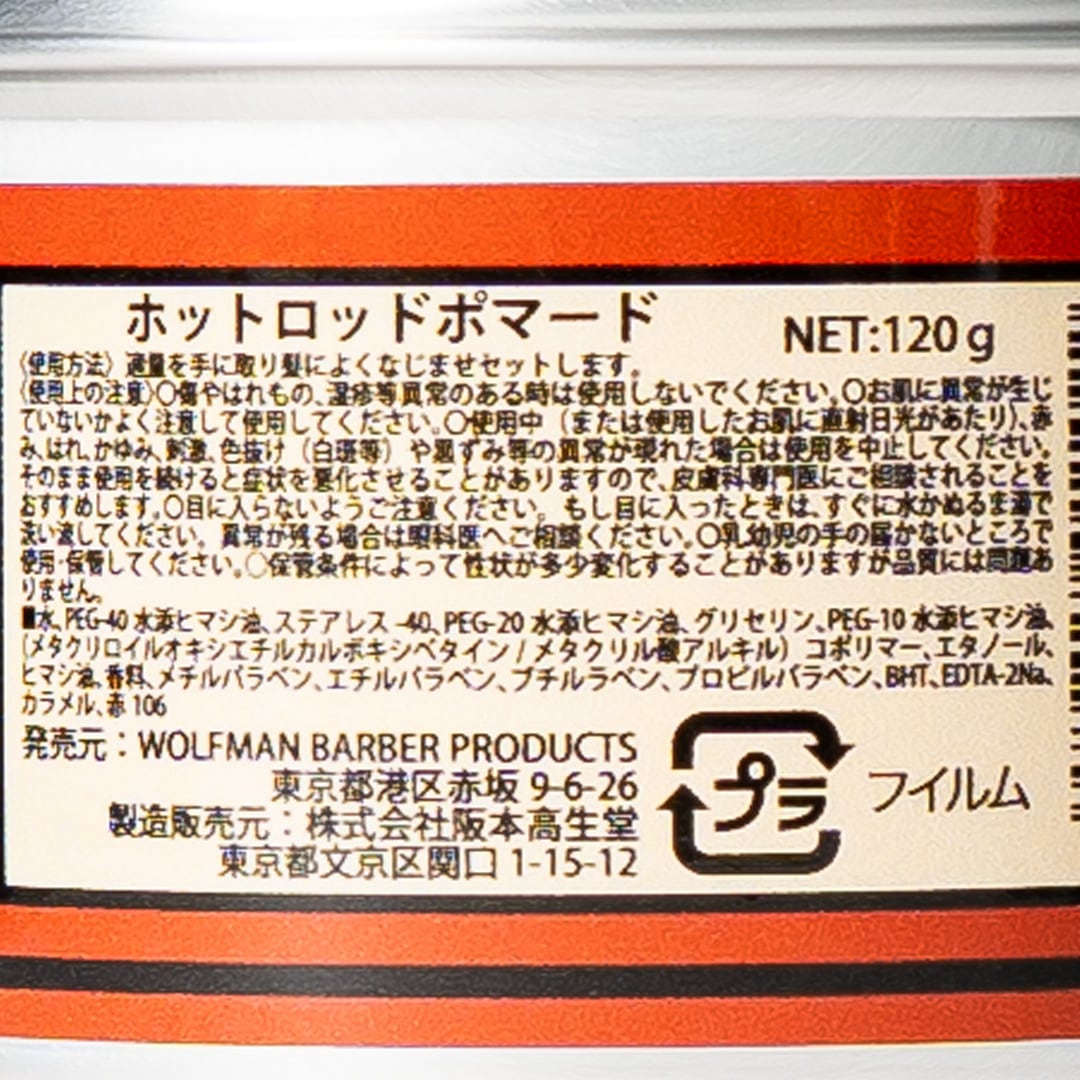 ホットロッドポマード
NET:120g
〈使用方法〉適量を手に取り髪によくなじませセットします。
〈使用上の注意〉〇傷やはれもの、湿疹等異常のある時は使用しないでください。〇お肌に異常が生じ
ていないかよく注意して使用してください。〇使用中（または使用したお肌に直射日光があたり）、赤
み、はれ、かゆみ、刺激、色抜け（白斑等）や黒ずみ等の異常が現れた場合は使用を中止してください。
そのまま使用を続けると症状を悪化させることがありますので、皮膚科専門医にご相談されることを
おすすめします。〇目に入らないようご注意ください。もし目に入ったときは、すぐに水かぬるま湯で
洗い流してください。異常が残る場合は眼科医へご相談ください。〇乳幼児の手の届かないところで
使用・保管してください。〇保管条件によって性状が多少変化することがありますが品質には問題あ
りません。
■水、PEG-40 水添ヒマシ油、ステアレス -40、PEG-20 水添ヒマシ油、グリセリン、PEG-10 水添ヒマシ油、
（メタクリロイルオキシエチルカルボキシベタイン / メタクリル酸アルキル）コポリマー、エタノール、
ヒマシ油、香料、メチルパラベン、エチルパラベン、ブチルラベン、プロピルパラベン、BHT、EDTA-2Na、
カラメル、赤 106
発売元：WOLFMAN BARBER PRODUCTS
東京都港区赤坂 9-6-26
製造販売元：株式会社阪本高生堂
東京都文京区関口 1-15-12
プラ
フイルム